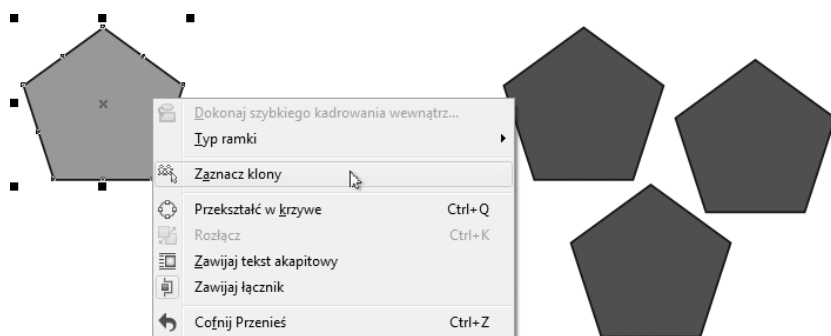 Dokonaj szybkiego kadrowania wewnątrz...
Typ ramki
Zaznacz klony
Przekształć w krzywe Ctrl+Q
Rozłącz Ctrl+K
Zawijaj tekst akapitowy
Zawijaj łącznik
Cofnij Przenieś Ctrl+Z